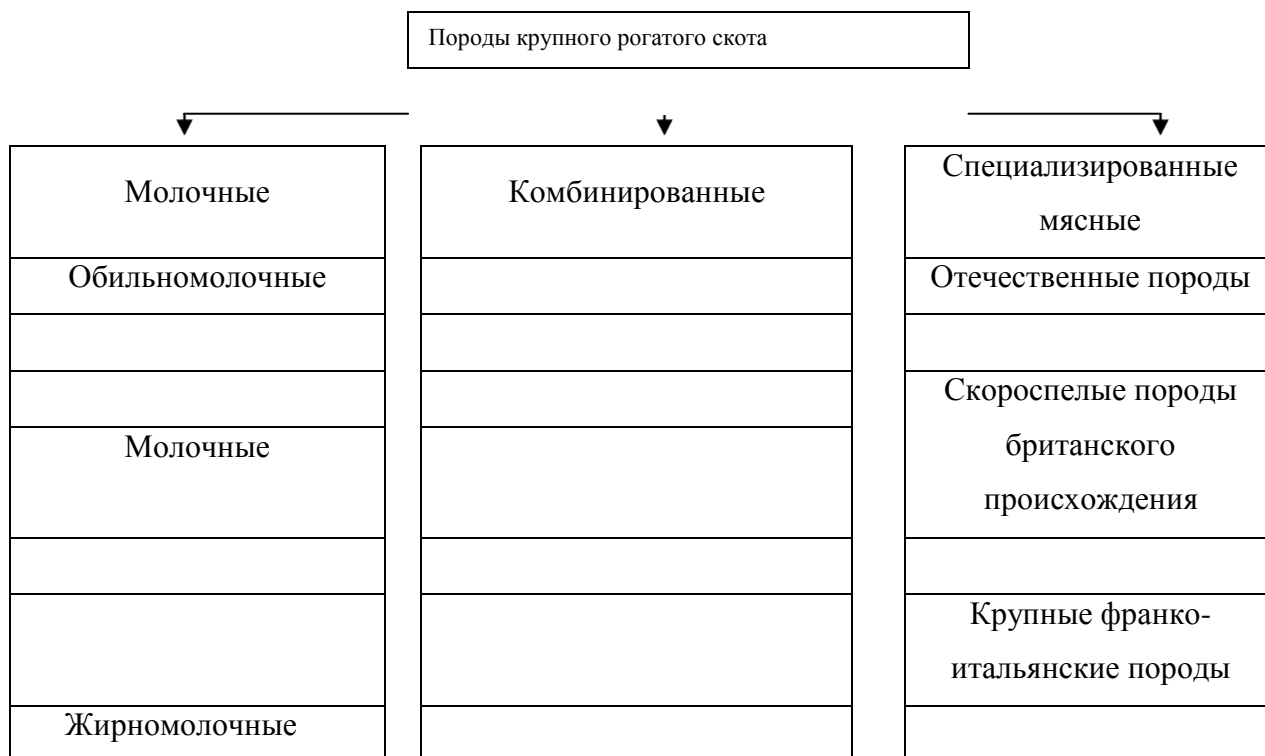 Породы крупного рогатого скота
Молочные
Комбинированные
Специализированные
мясные
Обильномолочные
Отечественные породы
Молочные
Скороспелые породы
британского
происхождения
Крупные франко-
итальянские породы
Жирномолочные